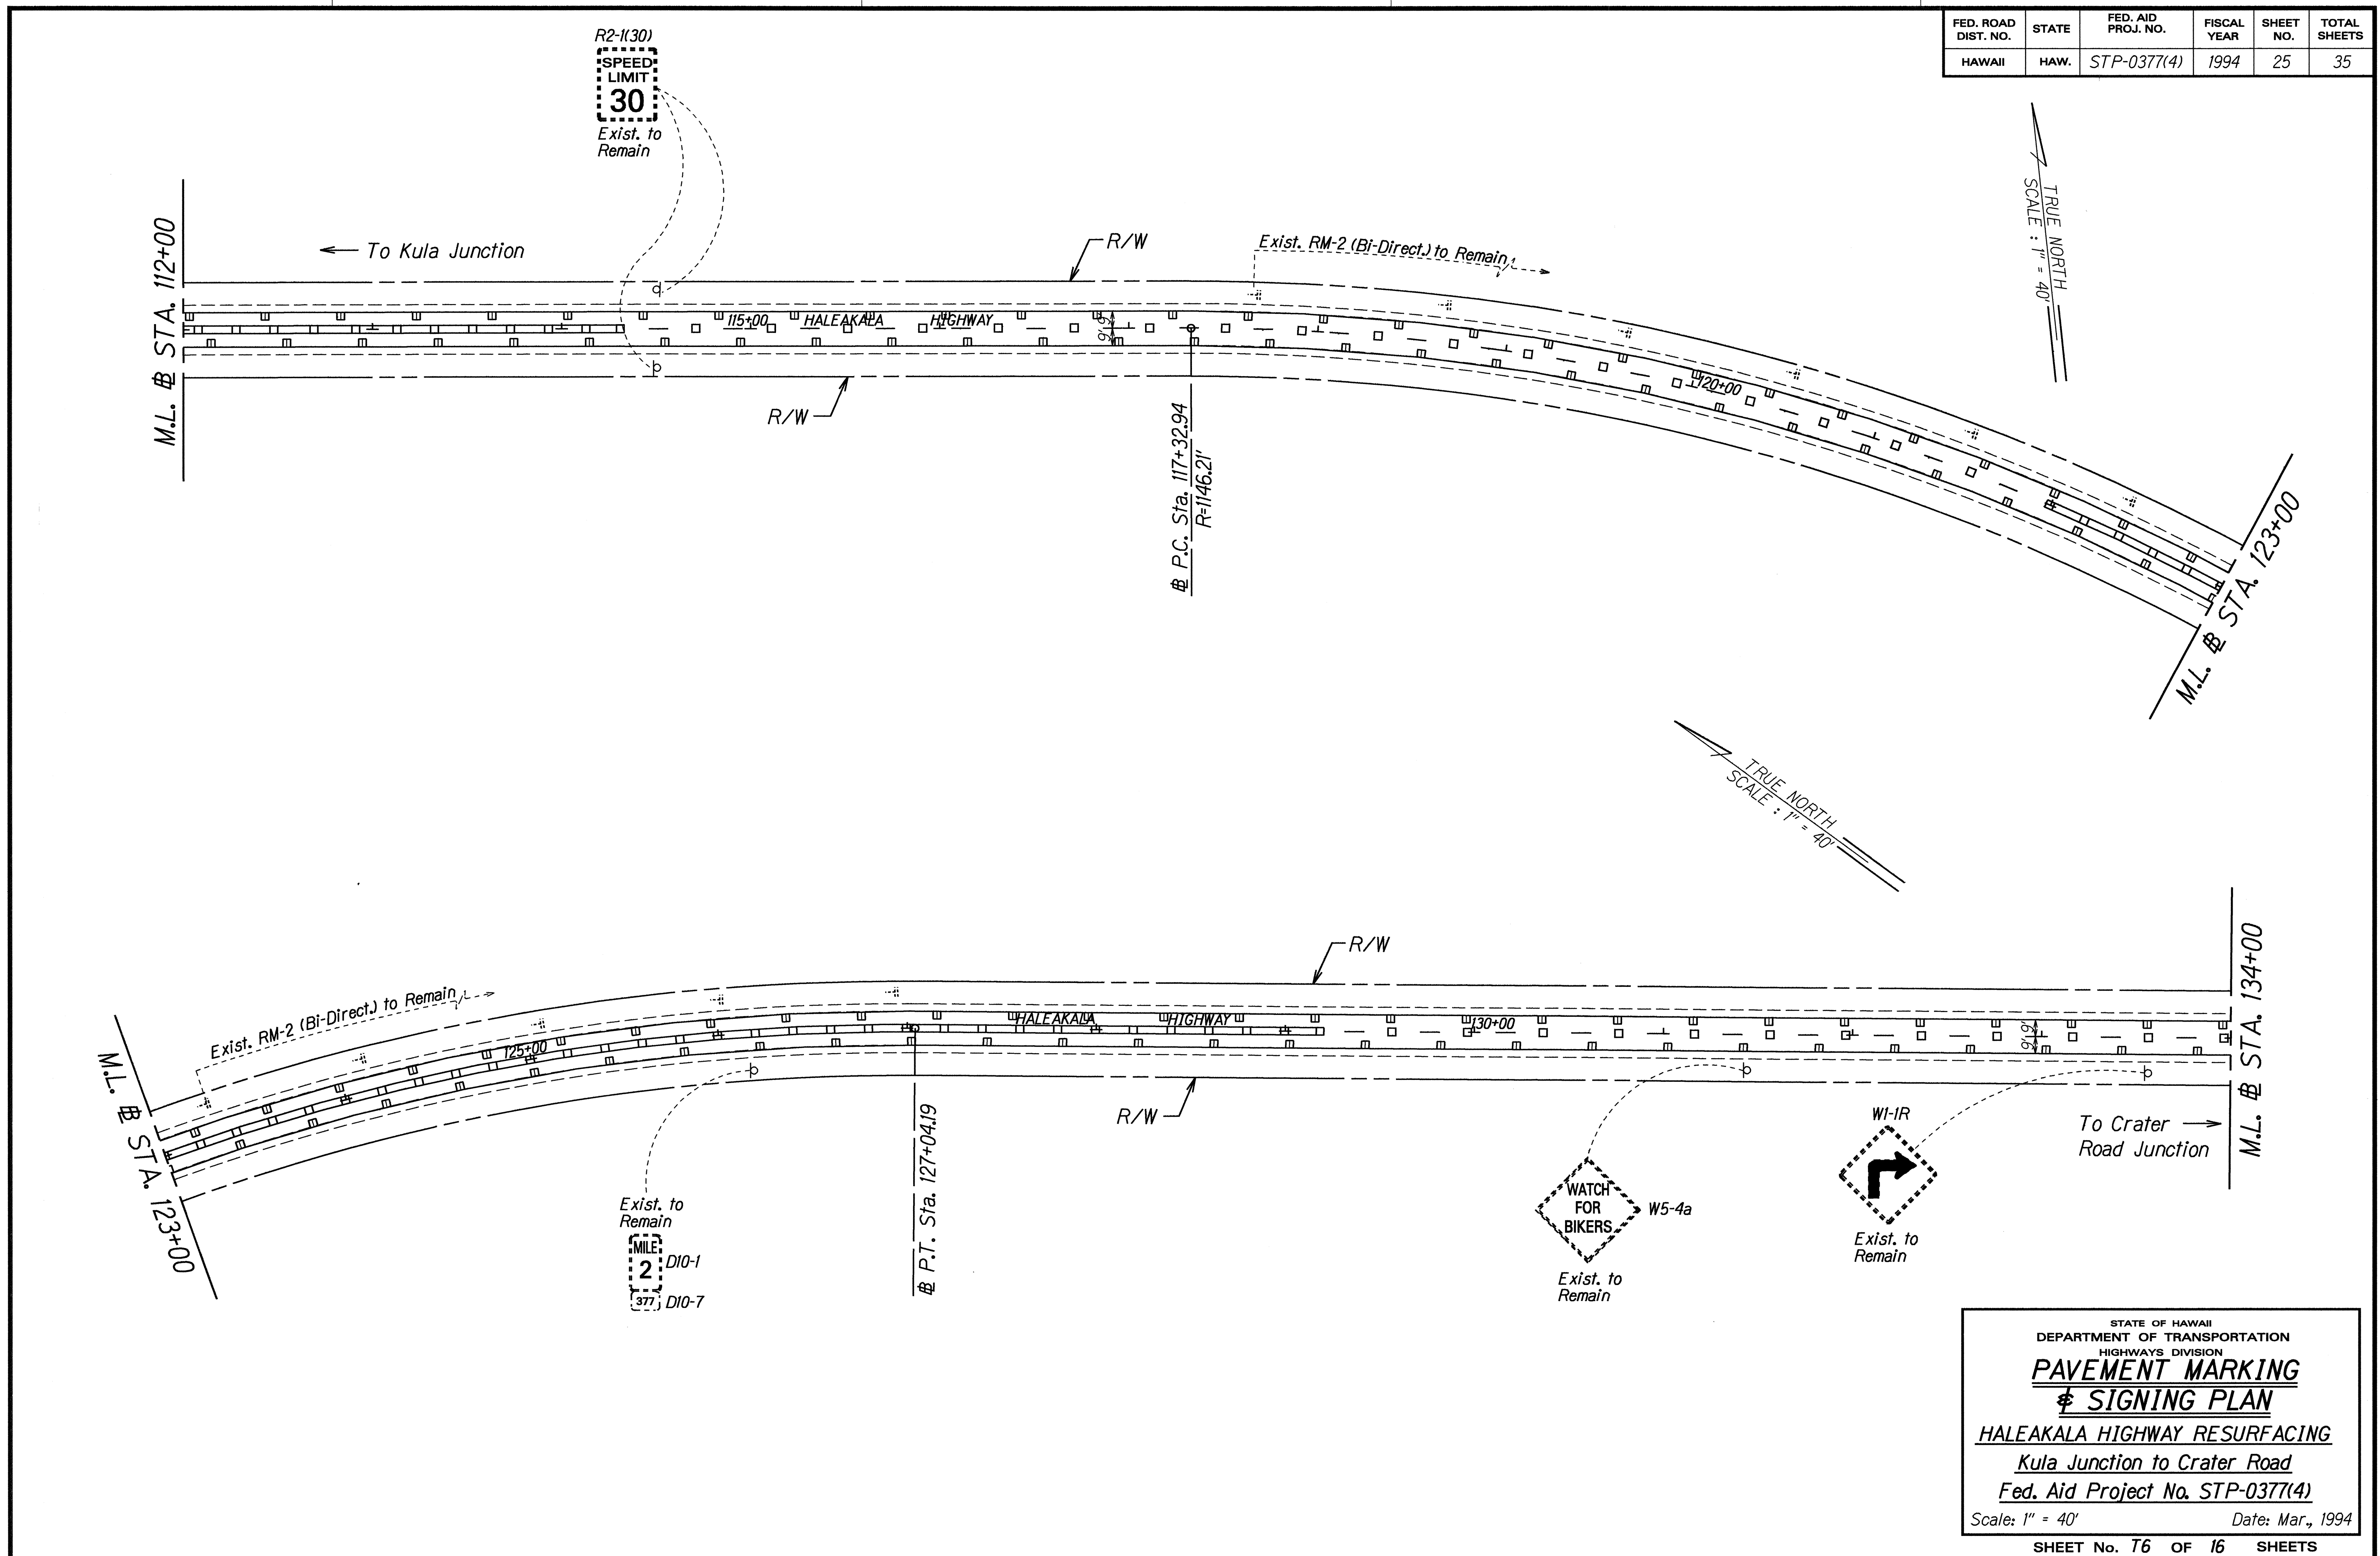 FED. ROAD DIST. NO. STATE FED. AID PROJ. NO. FISCAL YEAR SHEET NO. TOTAL SHEETS
HAWAII HAW. STP-0377(4) 1994 25 35
R2-1(30)
SPEED
LIMIT
30
Exist. to
Remain
TRUE NORTH
SCALE : 1" = 40'
M.L. B̶L̶ STA. 112+00
← To Kula Junction
R/W
Exist. RM-2 (Bi-Direct.) to Remain
115+00 HALEAKALA HIGHWAY
9' 9'
120+00
R/W
B̶L̶ P.C. Sta. 117+32.94
R=1146.21'
M.L. B̶L̶ STA. 123+00
TRUE NORTH
SCALE : 1" = 40'
R/W
M.L. B̶L̶ STA. 134+00
Exist. RM-2 (Bi-Direct.) to Remain
125+00
HALEAKALA HIGHWAY
130+00
9' 9'
M.L. B̶L̶ STA. 123+00
R/W
B̶L̶ P.T. Sta. 127+04.19
To Crater →
Road Junction
Exist. to
Remain
MILE
2 D10-1
377 D10-7
WATCH
FOR
BIKERS
W5-4a
Exist. to
Remain
W1-1R
Exist. to
Remain
STATE OF HAWAII
DEPARTMENT OF TRANSPORTATION
HIGHWAYS DIVISION
PAVEMENT MARKING
& SIGNING PLAN
HALEAKALA HIGHWAY RESURFACING
Kula Junction to Crater Road
Fed. Aid Project No. STP-0377(4)
Scale: 1" = 40' Date: Mar., 1994
SHEET No. T6 OF 16 SHEETS